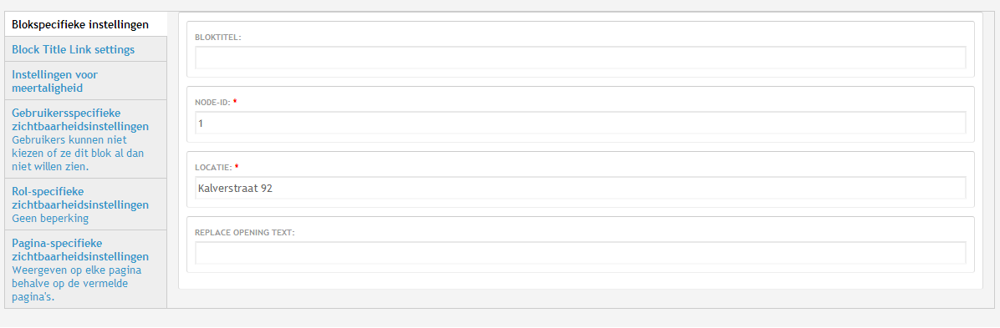 Blokspecifieke instellingen
Block Title Link settings
Instellingen voor
meertaligheid
Gebruikersspecifieke
zichtbaarheidsinstellingen
Gebruikers kunnen niet
kiezen of ze dit blok al dan
niet willen zien.
Rol-specifieke
zichtbaarheidsinstellingen
Geen beperking
Pagina-specifieke
zichtbaarheidsinstellingen
Weergeven op elke pagina
behalve op de vermelde
pagina's.
BLOKTITEL:
NODE-ID: *
1
LOCATIE: *
Kalverstraat 92
REPLACE OPENING TEXT: